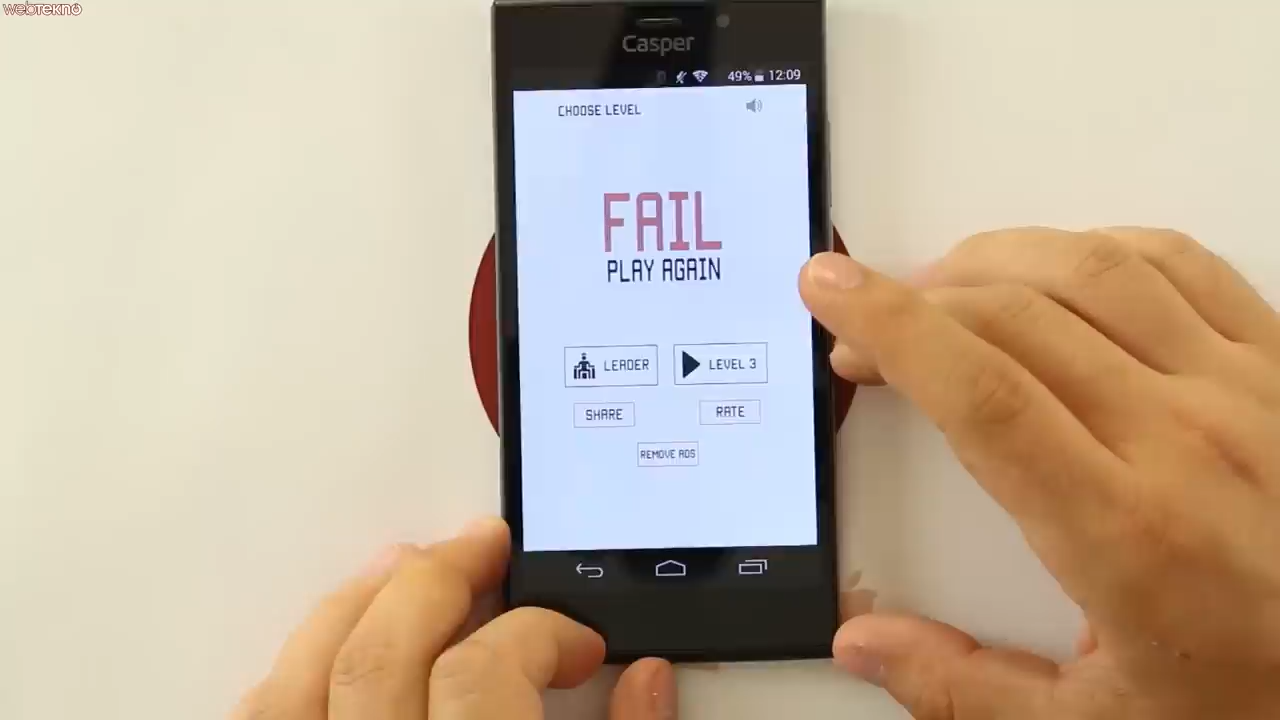 webtekno
Casper
49% 12:09
CHOOSE LEVEL
FAIL
PLAY AGAIN
LEADER
LEVEL 3
SHARE
RATE
REMOVE ADS